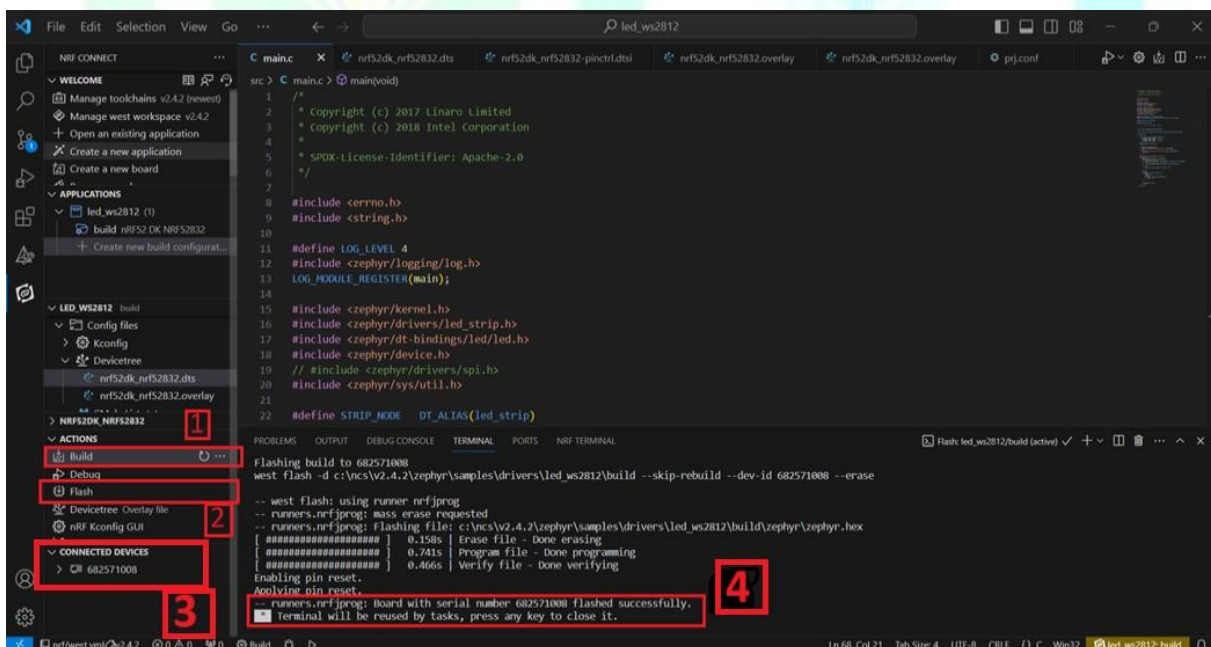 File Edit Selection View Go ··· led_ws2812
NRF CONNECT ···
WELCOME
Manage toolchains v2.4.2 (newest)
Manage west workspace v2.4.2
Open an existing application
Create a new application
Create a new board
APPLICATIONS
led_ws2812 (1)
build nRF52 DK NRF52832
Create new build configurat...
LED_WS2812 build
Config files
Kconfig
Devicetree
nrf52dk_nrf52832.dts
nrf52dk_nrf52832.overlay
NRF52DK_NRF52832
1
ACTIONS
Build ···
Debug
Flash
Devicetree Overlay file
2
nRF Kconfig GUI
CONNECTED DEVICES
682571008
3
C main.c nrf52dk_nrf52832.dts nrf52dk_nrf52832-pinctrl.dtsi nrf52dk_nrf52832.overlay nrf52dk_nrf52832.overlay prj.conf
src > C main.c > main(void)
1 /*
2 * Copyright (c) 2017 Linaro Limited
3 * Copyright (c) 2018 Intel Corporation
4 *
5 * SPDX-License-Identifier: Apache-2.0
6 */
7
8 #include <errno.h>
9 #include <string.h>
10
11 #define LOG_LEVEL 4
12 #include <zephyr/logging/log.h>
13 LOG_MODULE_REGISTER(main);
14
15 #include <zephyr/kernel.h>
16 #include <zephyr/drivers/led_strip.h>
17 #include <zephyr/dt-bindings/led/led.h>
18 #include <zephyr/device.h>
19 // #include <zephyr/drivers/spi.h>
20 #include <zephyr/sys/util.h>
21
22 #define STRIP_NODE DT_ALIAS(led_strip)
PROBLEMS OUTPUT DEBUG CONSOLE TERMINAL PORTS NRF TERMINAL Flash: led_ws2812/build (active)
Flashing build to 682571008
west flash -d c:\ncs\v2.4.2\zephyr\samples\drivers\led_ws2812\build --skip-rebuild --dev-id 682571008 --erase
-- west flash: using runner nrfjprog
-- runners.nrfjprog: mass erase requested
-- runners.nrfjprog: Flashing file: c:\ncs\v2.4.2\zephyr\samples\drivers\led_ws2812\build\zephyr\zephyr.hex
[ #################### ] 0.158s | Erase file - Done erasing
[ #################### ] 0.741s | Program file - Done programming
[ #################### ] 0.466s | Verify file - Done verifying
Enabling pin reset.
Applying pin reset.
-- runners.nrfjprog: Board with serial number 682571008 flashed successfully.
* Terminal will be reused by tasks, press any key to close it.
4
nrf/west.yml v2.4.2 0 0 0 Build Ln 68, Col 21 Tab Size: 4 UTF-8 CRLF {} C Win32 led_ws2812: build